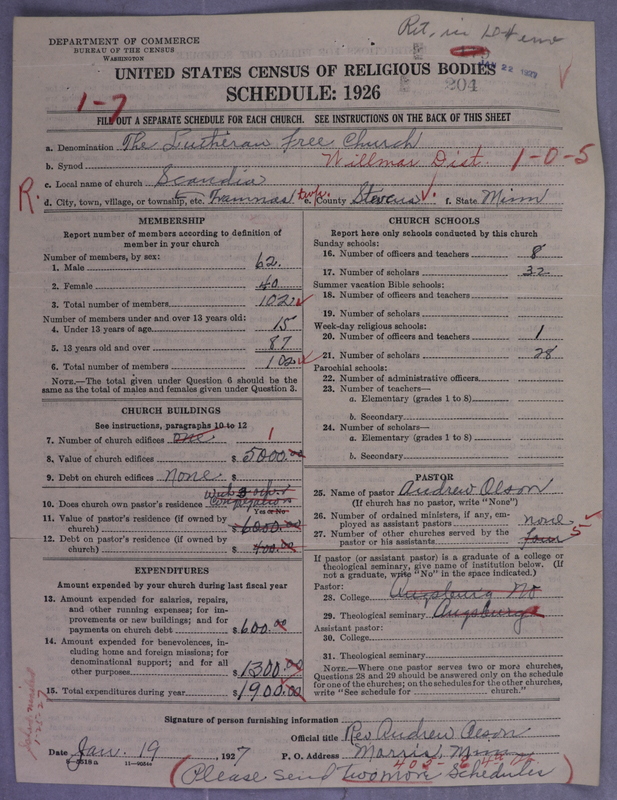 Ret. in
DEPARTMENT OF COMMERCE
BUREAU OF THE CENSUS
WASHINGTON
JAN 22 1927
UNITED STATES CENSUS OF RELIGIOUS BODIES
SCHEDULE: 1926
204
1-7
FILL OUT A SEPARATE SCHEDULE FOR EACH CHURCH. SEE INSTRUCTIONS ON THE BACK OF THIS SHEET
a. Denomination The Lutheran Free Church
b. Synod Willmar Dist. 1-0-5
c. Local name of church Scandia
R. d. City, town, village, or township, etc. Framnas twp. e. County Stevens f. State Minn
MEMBERSHIP
Report number of members according to definition of
member in your church
Number of members, by sex:
1. Male 62.
2. Female 40
3. Total number of members 102
Number of members under and over 13 years old:
4. Under 13 years of age 15
5. 13 years old and over 87
6. Total number of members 102
NOTE.—The total given under Question 6 should be
the same as the total of males and females given under Question 3.
CHURCH BUILDINGS
See instructions, paragraphs 10 to 12
7. Number of church edifices one 1
8. Value of church edifices $ 5000.00
9. Debt on church edifices None $
10. Does church own pastor's residence
Yes or No
11. Value of pastor's residence (if owned by
church) $ 6000.00
12. Debt on pastor's residence (if owned by
church) $ 400.00
EXPENDITURES
Amount expended by your church during last fiscal year
13. Amount expended for salaries, repairs,
and other running expenses; for im-
provements or new buildings; and for
payments on church debt $ 600.00
14. Amount expended for benevolences, in-
cluding home and foreign missions; for
denominational support; and for all
other purposes $ 1300.00
15. Total expenditures during year $ 1900.00
CHURCH SCHOOLS
Report here only schools conducted by this church
Sunday schools:
16. Number of officers and teachers 8
17. Number of scholars 32
Summer vacation Bible schools:
18. Number of officers and teachers
19. Number of scholars
Week-day religious schools:
20. Number of officers and teachers 1
21. Number of scholars 28
Parochial schools:
22. Number of administrative officers
23. Number of teachers—
a. Elementary (grades 1 to 8)
b. Secondary
24. Number of scholars—
a. Elementary (grades 1 to 8)
b. Secondary
PASTOR
25. Name of pastor Andrew Olson
(If church has no pastor, write "None")
26. Number of ordained ministers, if any, em-
ployed as assistant pastors none
27. Number of other churches served by the
pastor or his assistants four 5
If pastor (or assistant pastor) is a graduate of a college or
theological seminary, give name of institution below. (If
not a graduate, write "No" in the space indicated.)
Pastor:
28. College Augsburg No
29. Theological seminary Augsburg
Assistant pastor:
30. College
31. Theological seminary
NOTE.—Where one pastor serves two or more churches,
Questions 28 and 29 should be answered only on the schedule
for one of the churches; on the schedules for the other churches,
write "See schedule for ______ church."
Signature of person furnishing information
Official title Rev Andrew Olson
Date Jan. 19, 1927 P. O. Address Morris, Minn
(Please send two more Schedules)